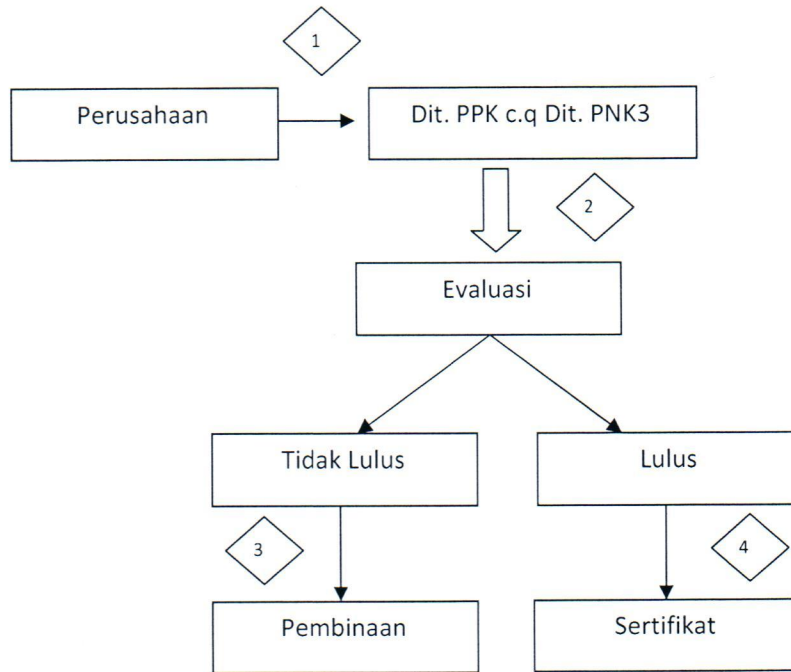 1
Perusahaan
Dit. PPK c.q Dit. PNK3
2
Evaluasi
Tidak Lulus
Lulus
3
4
Pembinaan
Sertifikat